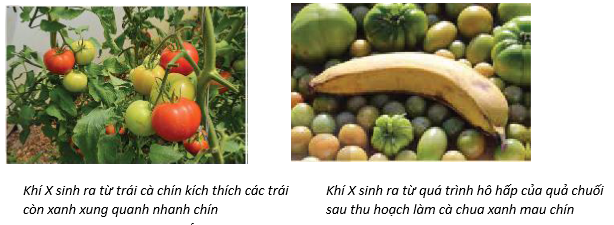 Khí X sinh ra từ trái cà chín kích thích các trái
còn xanh xung quanh nhanh chín
Khí X sinh ra từ quá trình hô hấp của quả chuối
sau thu hoạch làm cà chua xanh mau chín